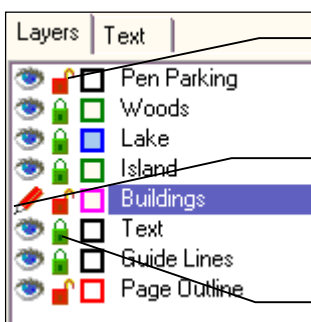 Layers Text
Pen Parking
Woods
Lake
Island
Buildings
Text
Guide Lines
Page Outline